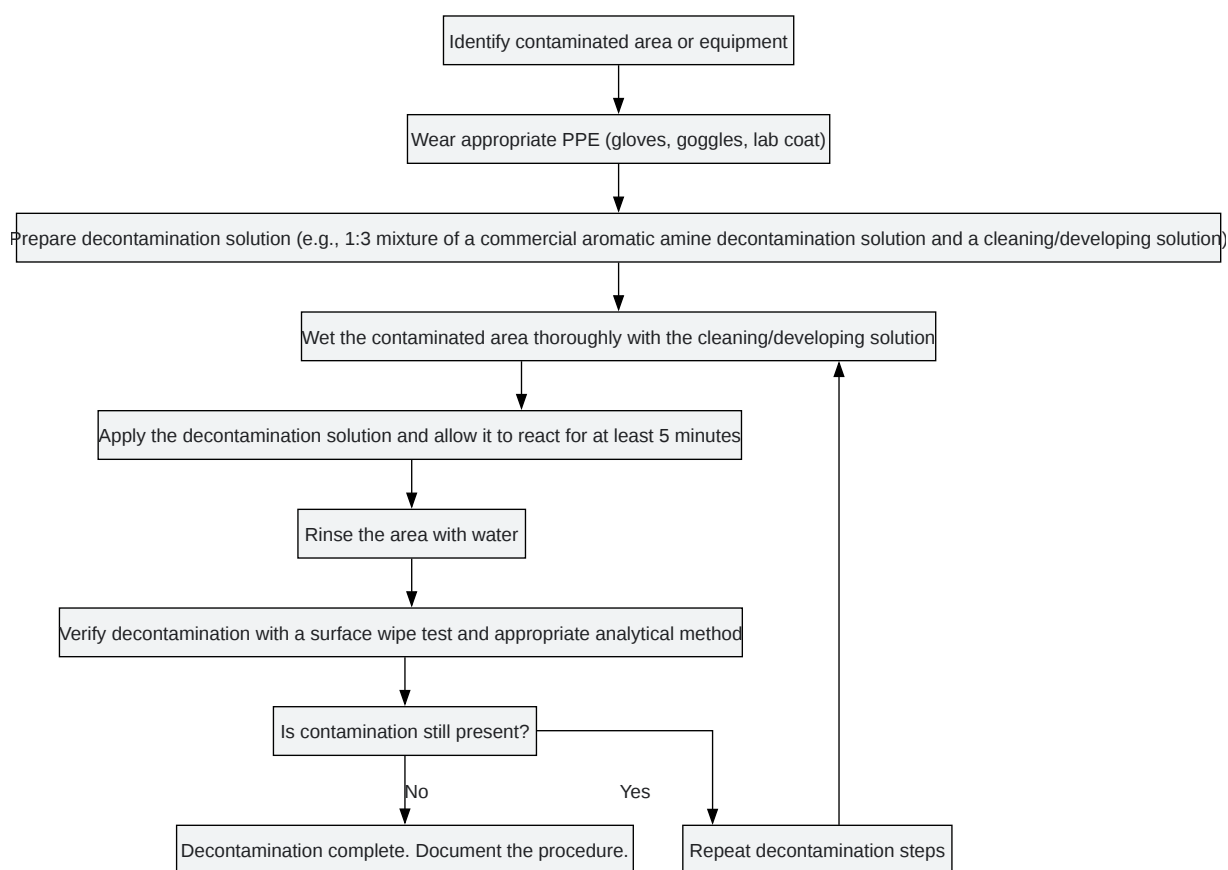 Identify contaminated area or equipment
Wear appropriate PPE (gloves, goggles, lab coat)
Prepare decontamination solution (e.g., 1:3 mixture of a commercial aromatic amine decontamination solution and a cleaning/developing solution)
Wet the contaminated area thoroughly with the cleaning/developing solution
Apply the decontamination solution and allow it to react for at least 5 minutes
Rinse the area with water
Verify decontamination with a surface wipe test and appropriate analytical method
Is contamination still present?
No
Yes
Decontamination complete. Document the procedure.
Repeat decontamination steps